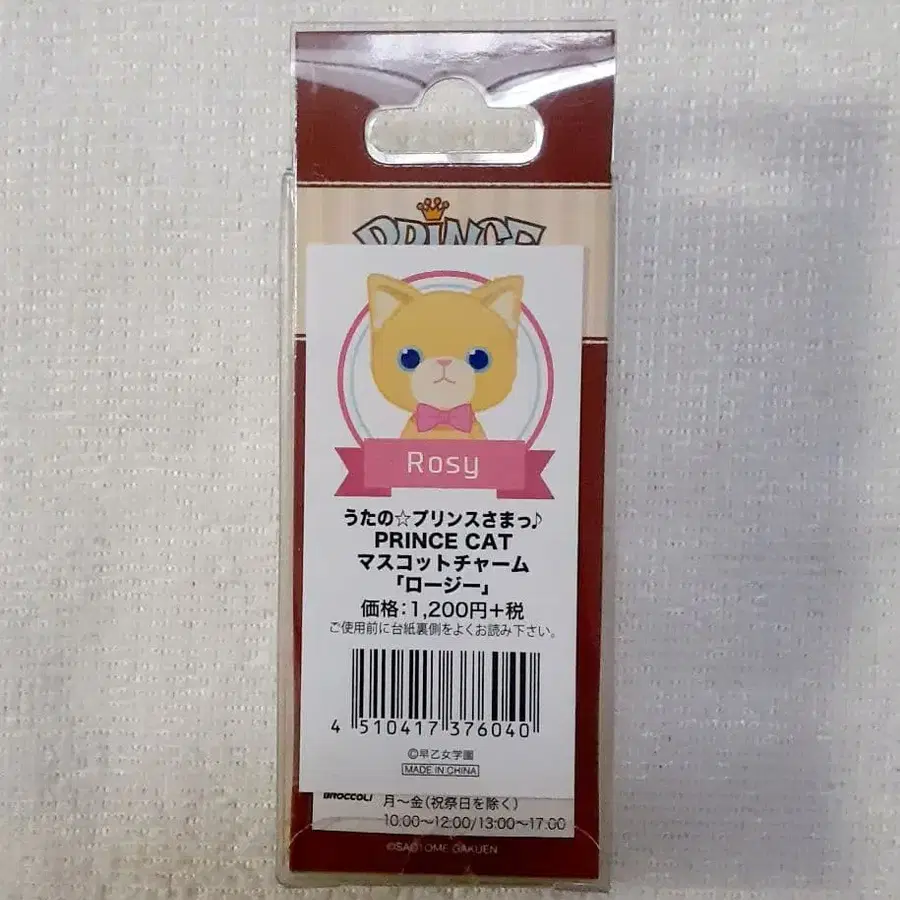 PRINCE
Rosy
うたの☆プリンスさまっ♪
PRINCE CAT
マスコットチャーム
「ロージー」
価格:1,200円+税
ご使用前に台紙裏側をよくお読み下さい。
4 510417 376040
©早乙女学園
MADE IN CHINA
BROCCOLI 月〜金(祝祭日を除く)
10:00〜12:00/13:00〜17:00
©SAOTOME GAKUEN